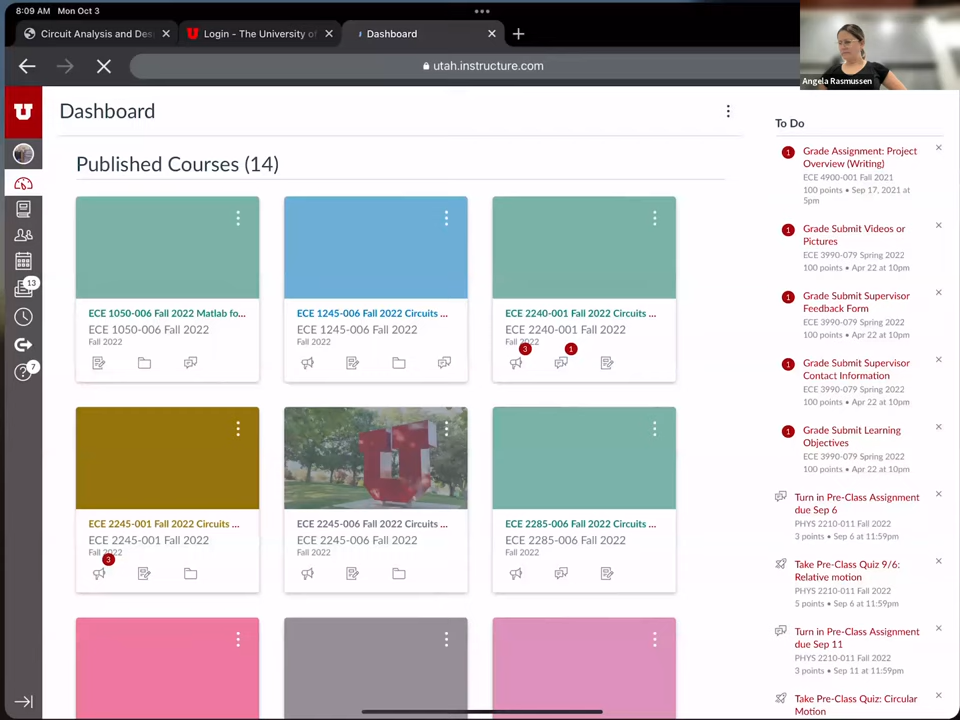 8:09 AM Mon Oct 3
Circuit Analysis and Des
Login - The University of
Dashboard
utah.instructure.com
Angela Rasmussen
U
13
7
Dashboard
Published Courses (14)
ECE 1050-006 Fall 2022 Matlab fo...
ECE 1050-006 Fall 2022
Fall 2022
ECE 1245-006 Fall 2022 Circuits ...
ECE 1245-006 Fall 2022
Fall 2022
ECE 2240-001 Fall 2022 Circuits ...
ECE 2240-001 Fall 2022
Fall 2022
3
1
ECE 2245-001 Fall 2022 Circuits ...
ECE 2245-001 Fall 2022
Fall 2022
3
U
ECE 2245-006 Fall 2022 Circuits ...
ECE 2245-006 Fall 2022
Fall 2022
ECE 2285-006 Fall 2022 Circuits ...
ECE 2285-006 Fall 2022
Fall 2022
To Do
1
Grade Assignment: Project
Overview (Writing)
ECE 4900-001 Fall 2021
100 points • Sep 17, 2021 at
5pm
1
Grade Submit Videos or
Pictures
ECE 3990-079 Spring 2022
100 points • Apr 22 at 10pm
1
Grade Submit Supervisor
Feedback Form
ECE 3990-079 Spring 2022
100 points • Apr 22 at 10pm
1
Grade Submit Supervisor
Contact Information
ECE 3990-079 Spring 2022
100 points • Apr 22 at 10pm
1
Grade Submit Learning
Objectives
ECE 3990-079 Spring 2022
100 points • Apr 22 at 10pm
Turn in Pre-Class Assignment
due Sep 6
PHYS 2210-011 Fall 2022
3 points • Sep 6 at 11:59pm
Take Pre-Class Quiz 9/6:
Relative motion
PHYS 2210-011 Fall 2022
5 points • Sep 6 at 11:59pm
Turn in Pre-Class Assignment
due Sep 11
PHYS 2210-011 Fall 2022
3 points • Sep 11 at 11:59pm
Take Pre-Class Quiz: Circular
Motion